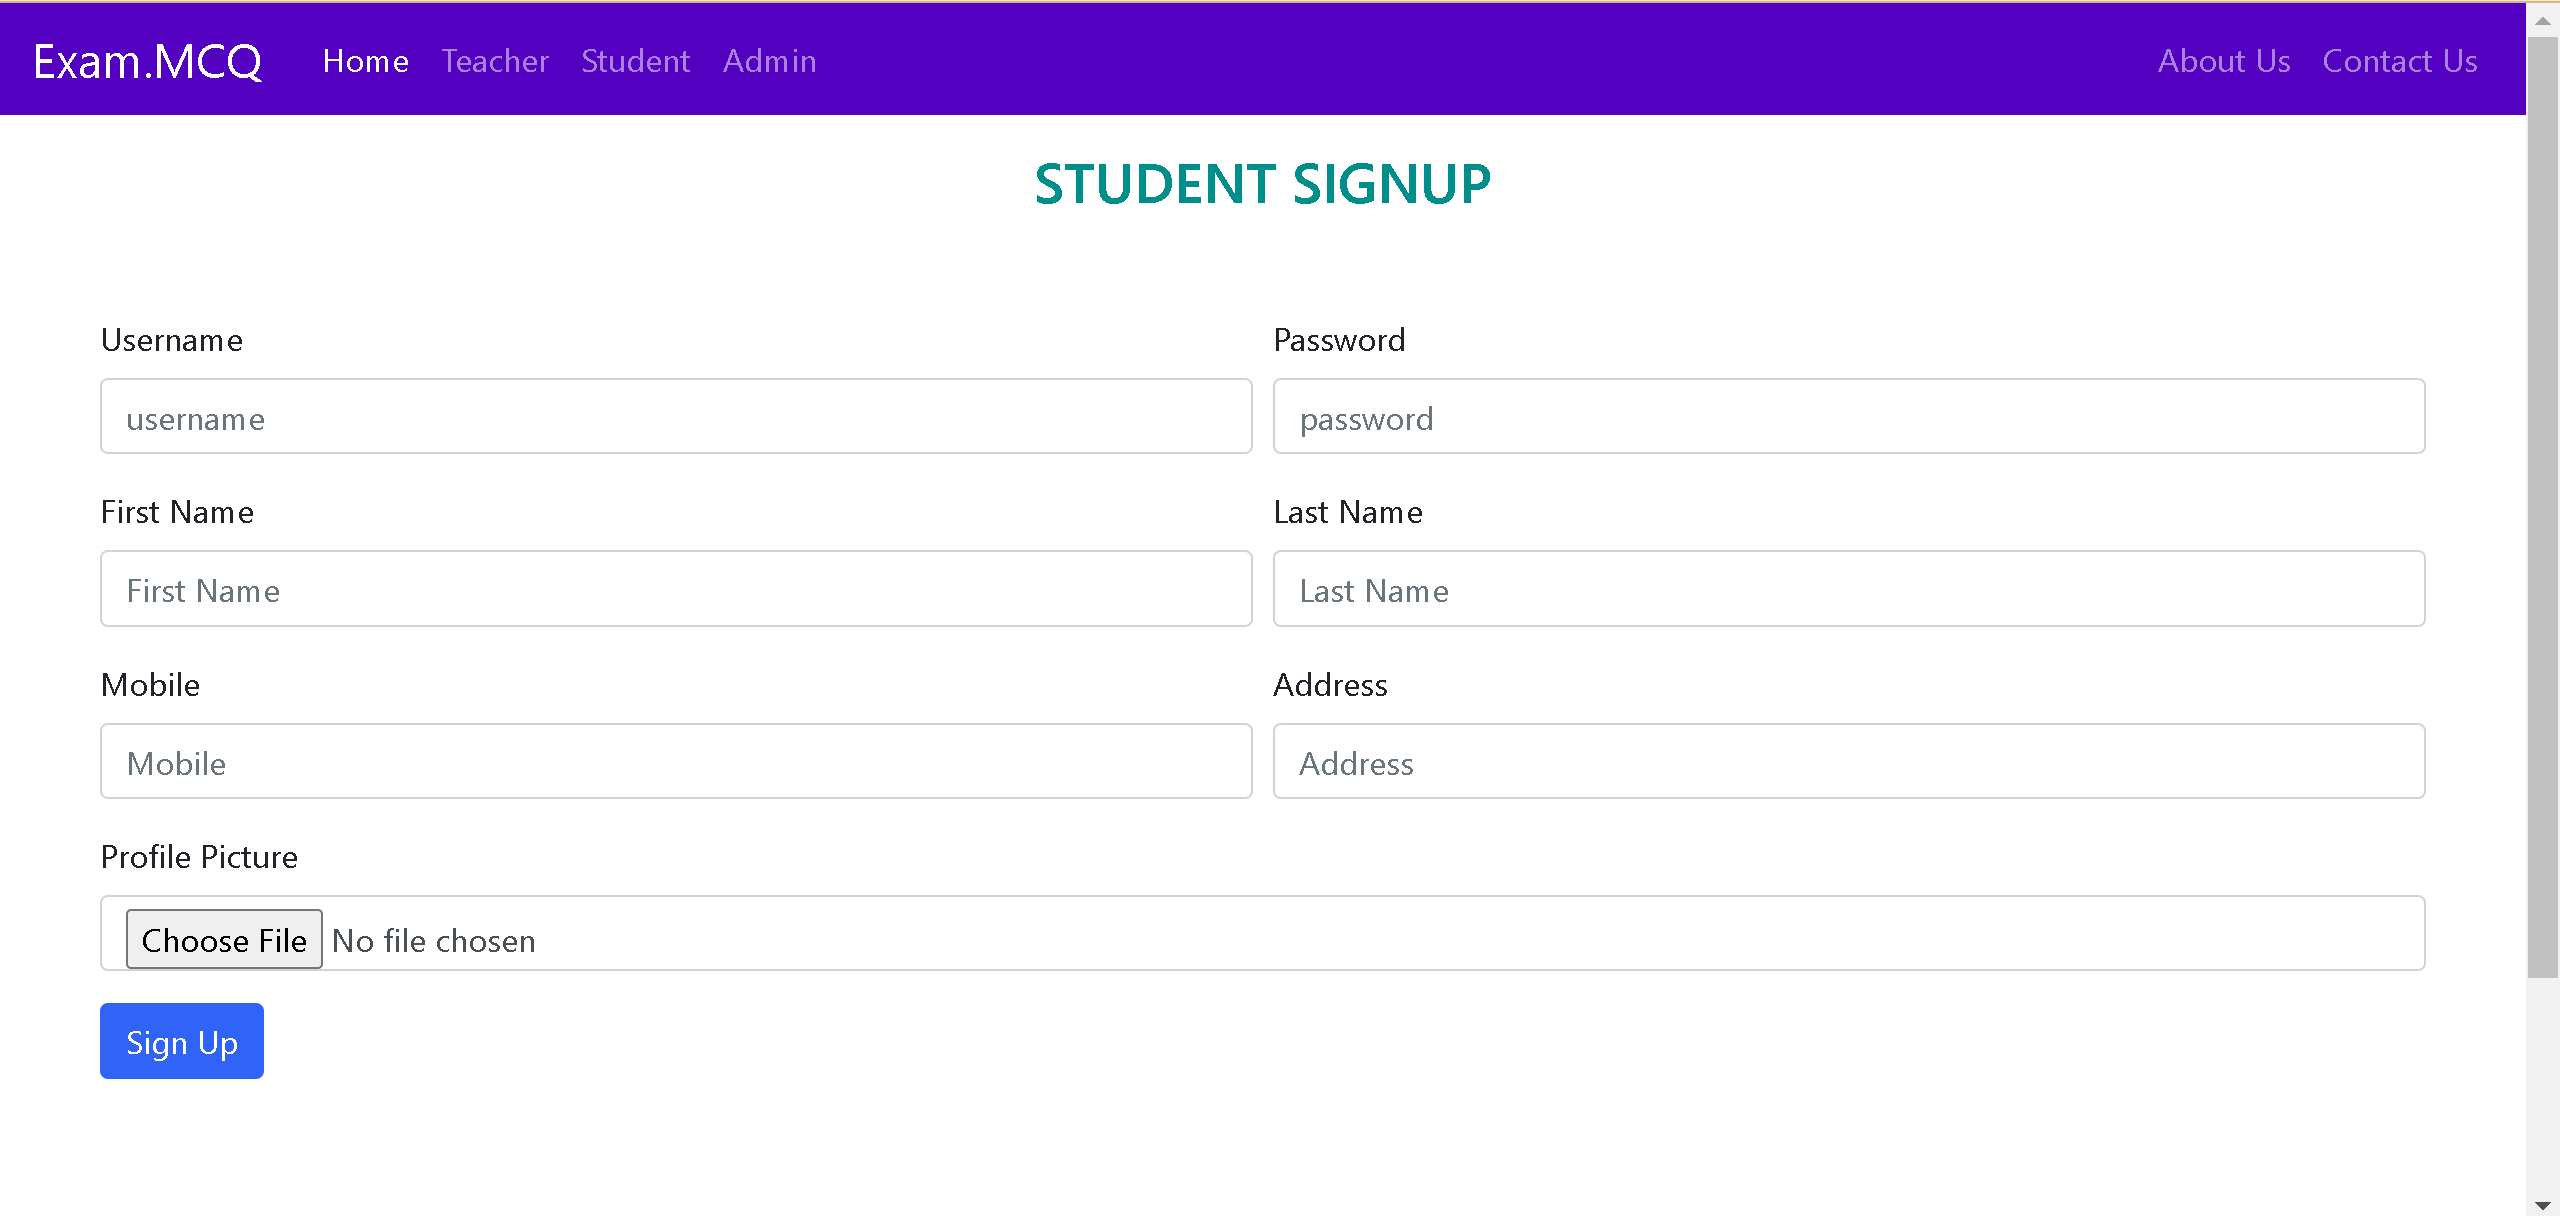 Exam.MCQ Home Teacher Student Admin About Us Contact Us
STUDENT SIGNUP
Username Password
username password
First Name Last Name
First Name Last Name
Mobile Address
Mobile Address
Profile Picture
Choose File No file chosen
Sign Up